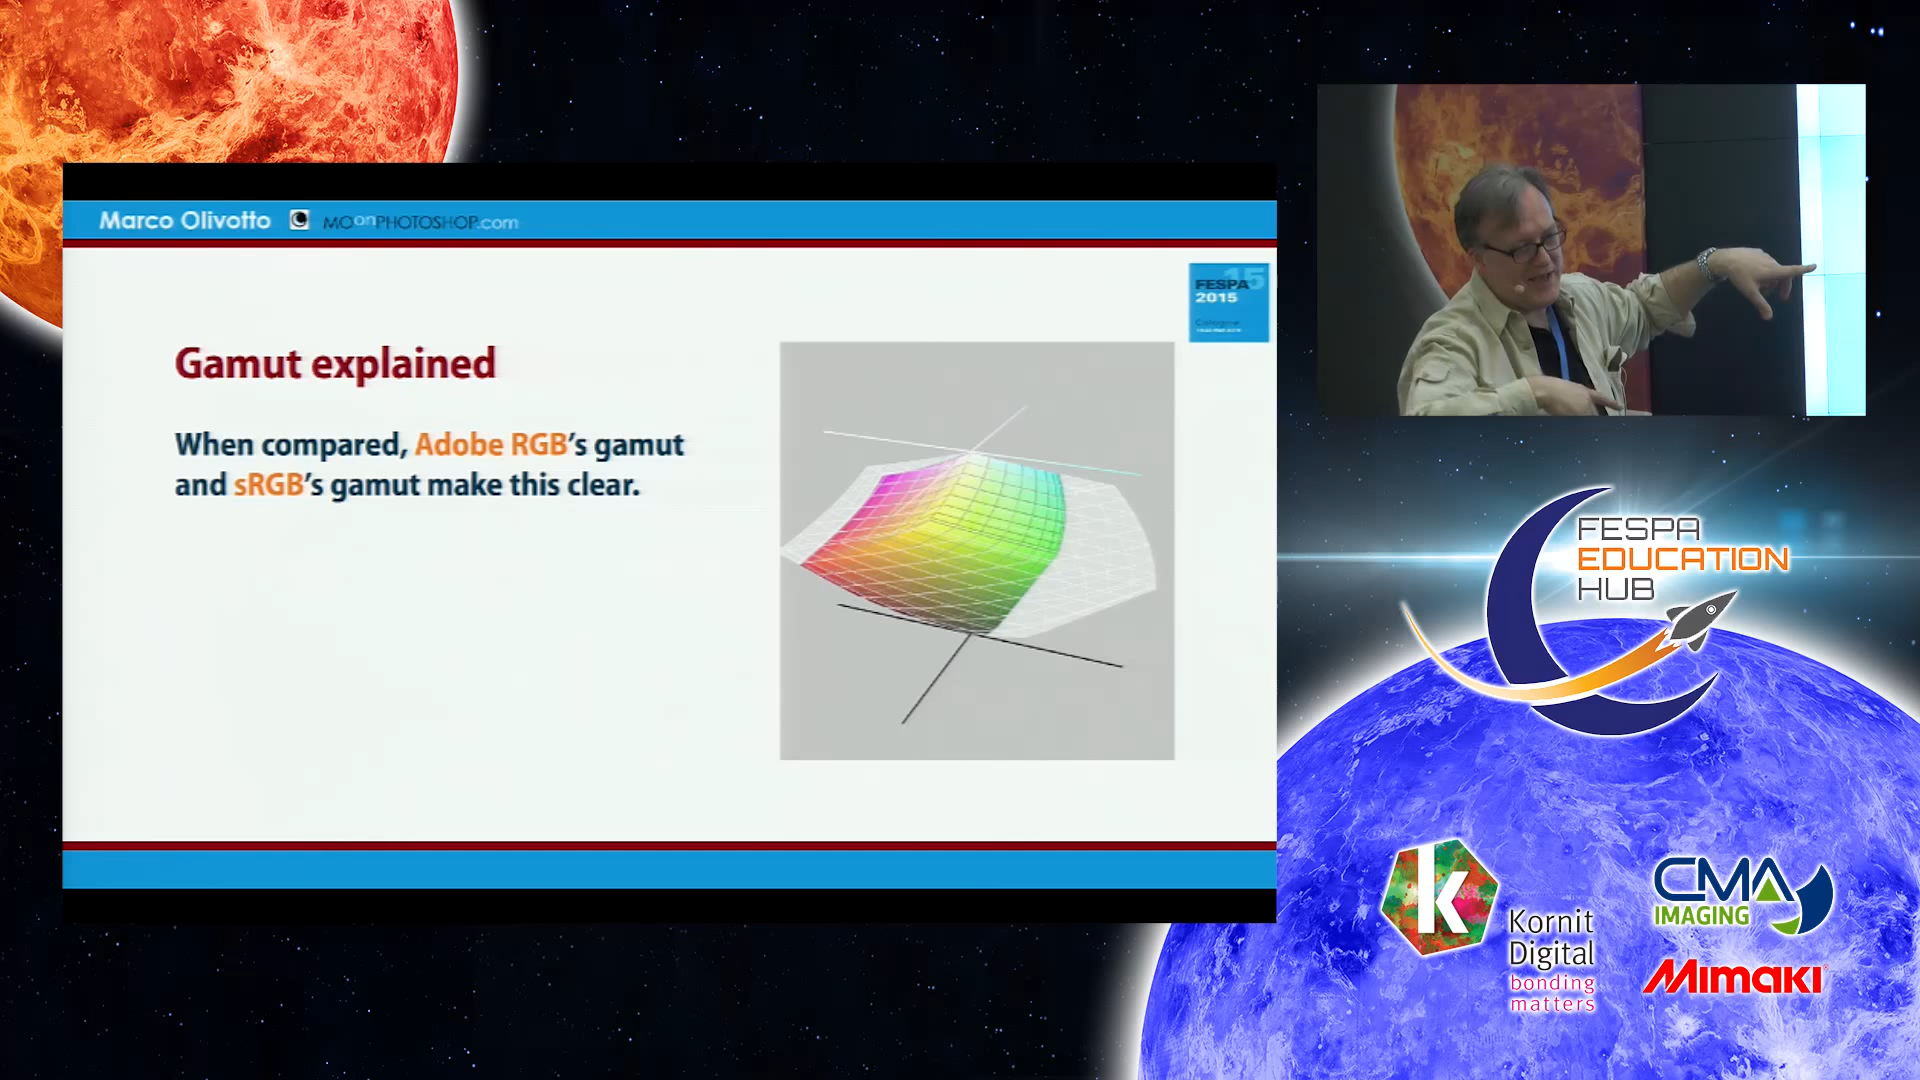 Marco Olivotto MOonPHOTOSHOP.com
15
FESPA
2015
Gamut explained
When compared, Adobe RGB's gamut
and sRGB's gamut make this clear.
FESPA
EDUCATION
HUB
K
Kornit
Digital
bonding
matters
CMA
IMAGING
Mimaki